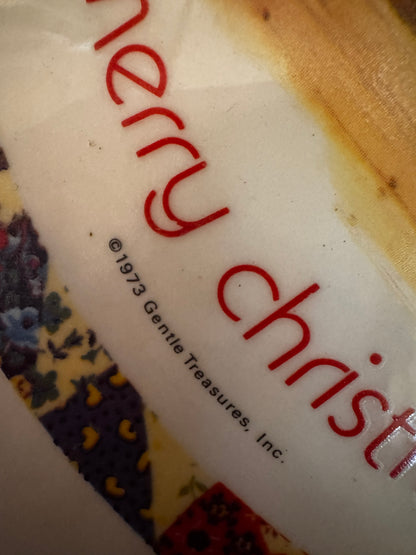 merry christ
©1973 Gentle Treasures, Inc.